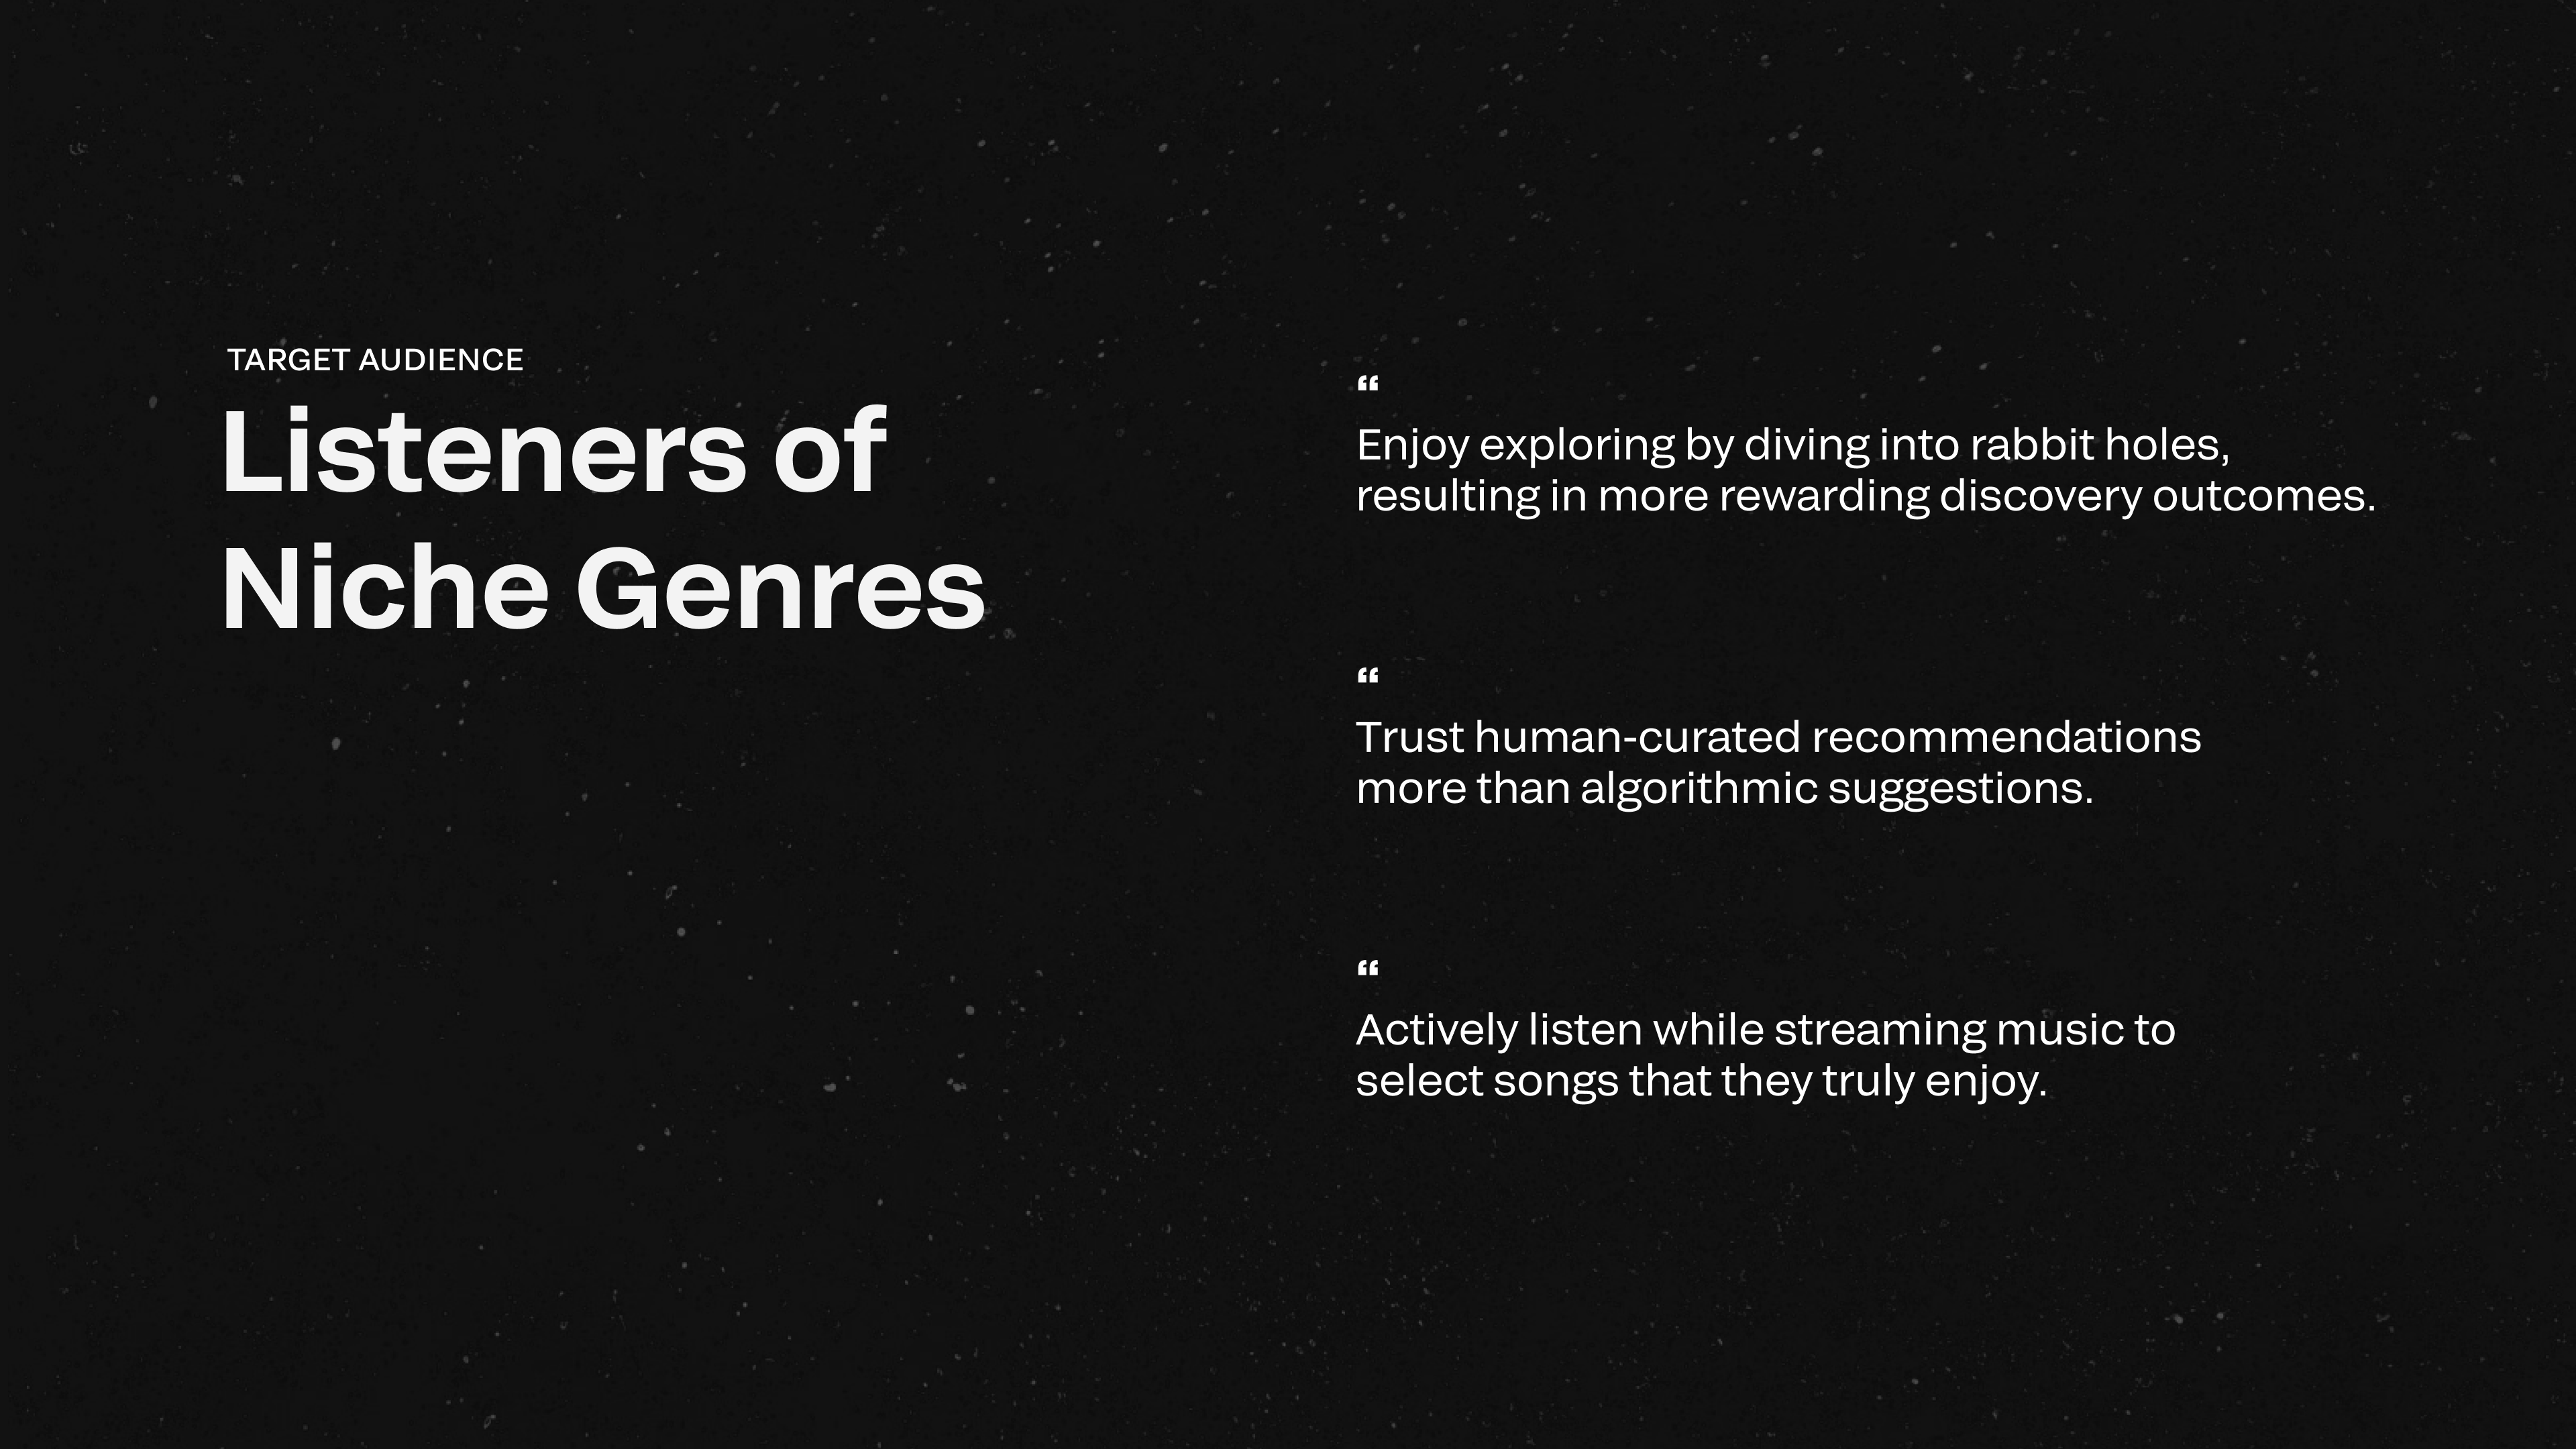 TARGET AUDIENCE
Listeners of
Niche Genres
“
Enjoy exploring by diving into rabbit holes,
resulting in more rewarding discovery outcomes.
“
Trust human-curated recommendations
more than algorithmic suggestions.
“
Actively listen while streaming music to
select songs that they truly enjoy.